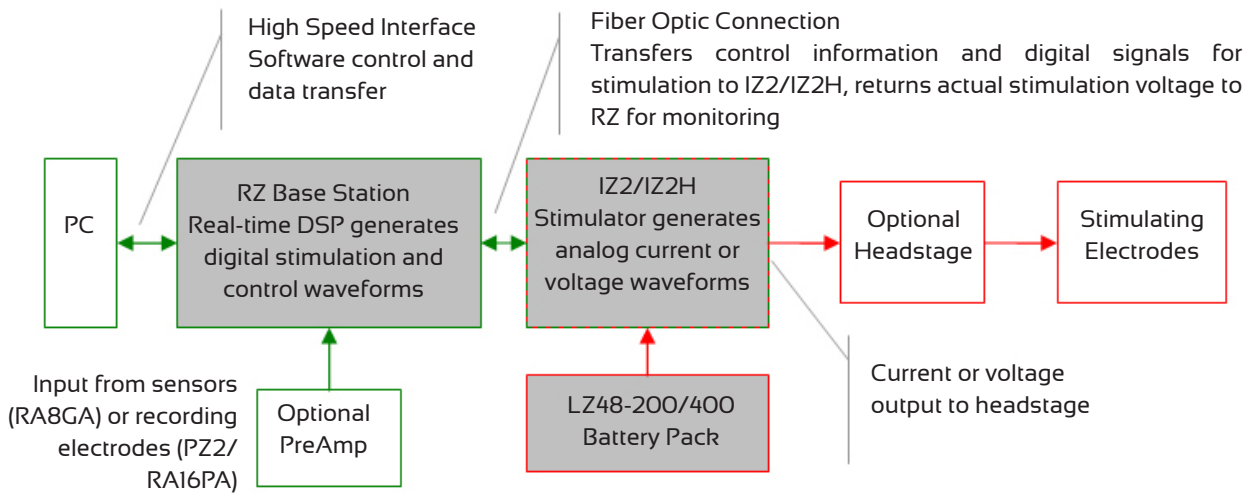 High Speed Interface
Software control and
data transfer
Fiber Optic Connection
Transfers control information and digital signals for
stimulation to IZ2/IZ2H, returns actual stimulation voltage to
RZ for monitoring
PC
RZ Base Station
Real-time DSP generates
digital stimulation and
control waveforms
IZ2/IZ2H
Stimulator generates
analog current or
voltage waveforms
Optional
Headstage
Stimulating
Electrodes
Input from sensors
(RA8GA) or recording
electrodes (PZ2/
RA16PA)
Optional
PreAmp
LZ48-200/400
Battery Pack
Current or voltage
output to headstage